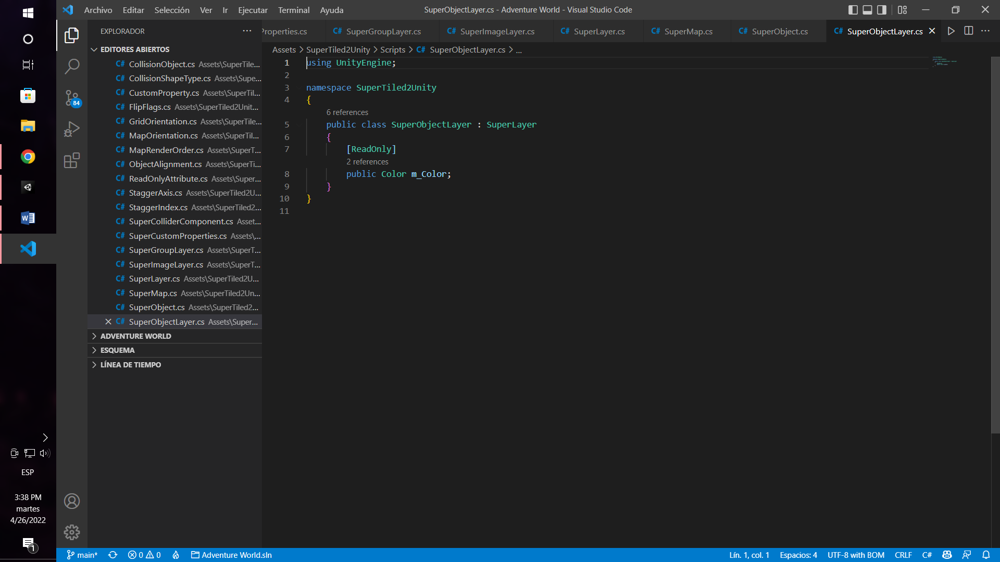 Archivo Editar Selección Ver Ir Ejecutar Terminal Ayuda
SuperObjectLayer.cs - Adventure World - Visual Studio Code
EXPLORADOR
Properties.cs
C# SuperGroupLayer.cs
C# SuperImageLayer.cs
C# SuperLayer.cs
C# SuperMap.cs
C# SuperObject.cs
C# SuperObjectLayer.cs
EDITORES ABIERTOS
C# CollisionObject.cs Assets\SuperTile...
C# CollisionShapeType.cs Assets\Supe...
C# CustomProperty.cs Assets\SuperTil...
C# FlipFlags.cs Assets\SuperTiled2Unit...
C# GridOrientation.cs Assets\SuperTile...
C# MapOrientation.cs Assets\SuperTil...
C# MapRenderOrder.cs Assets\SuperT...
C# ObjectAlignment.cs Assets\SuperTi...
C# ReadOnlyAttribute.cs Assets\Super...
C# StaggerAxis.cs Assets\SuperTiled2U...
C# StaggerIndex.cs Assets\SuperTiled2...
C# SuperColliderComponent.cs Asset...
C# SuperCustomProperties.cs Assets\...
C# SuperGroupLayer.cs Assets\SuperT...
C# SuperImageLayer.cs Assets\SuperT...
C# SuperLayer.cs Assets\SuperTiled2U...
C# SuperMap.cs Assets\SuperTiled2Un...
C# SuperObject.cs Assets\SuperTiled2...
C# SuperObjectLayer.cs Assets\Super...
ADVENTURE WORLD
ESQUEMA
LÍNEA DE TIEMPO
84
Assets > SuperTiled2Unity > Scripts > C# SuperObjectLayer.cs > ...
1 using UnityEngine;
2
3 namespace SuperTiled2Unity
4 {
6 references
5 public class SuperObjectLayer : SuperLayer
6 {
7 [ReadOnly]
2 references
8 public Color m_Color;
9 }
10 }
11
ESP
3:38 PM
martes
4/26/2022
1
main* 0 0 Adventure World.sln
Lín. 1, col. 1 Espacios: 4 UTF-8 with BOM CRLF C#